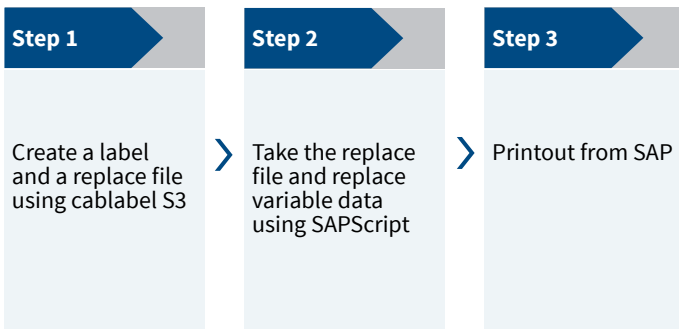 Step 1
Create a label
and a replace file
using cablabel S3
Step 2
Take the replace
file and replace
variable data
using SAPScript
Step 3
Printout from SAP